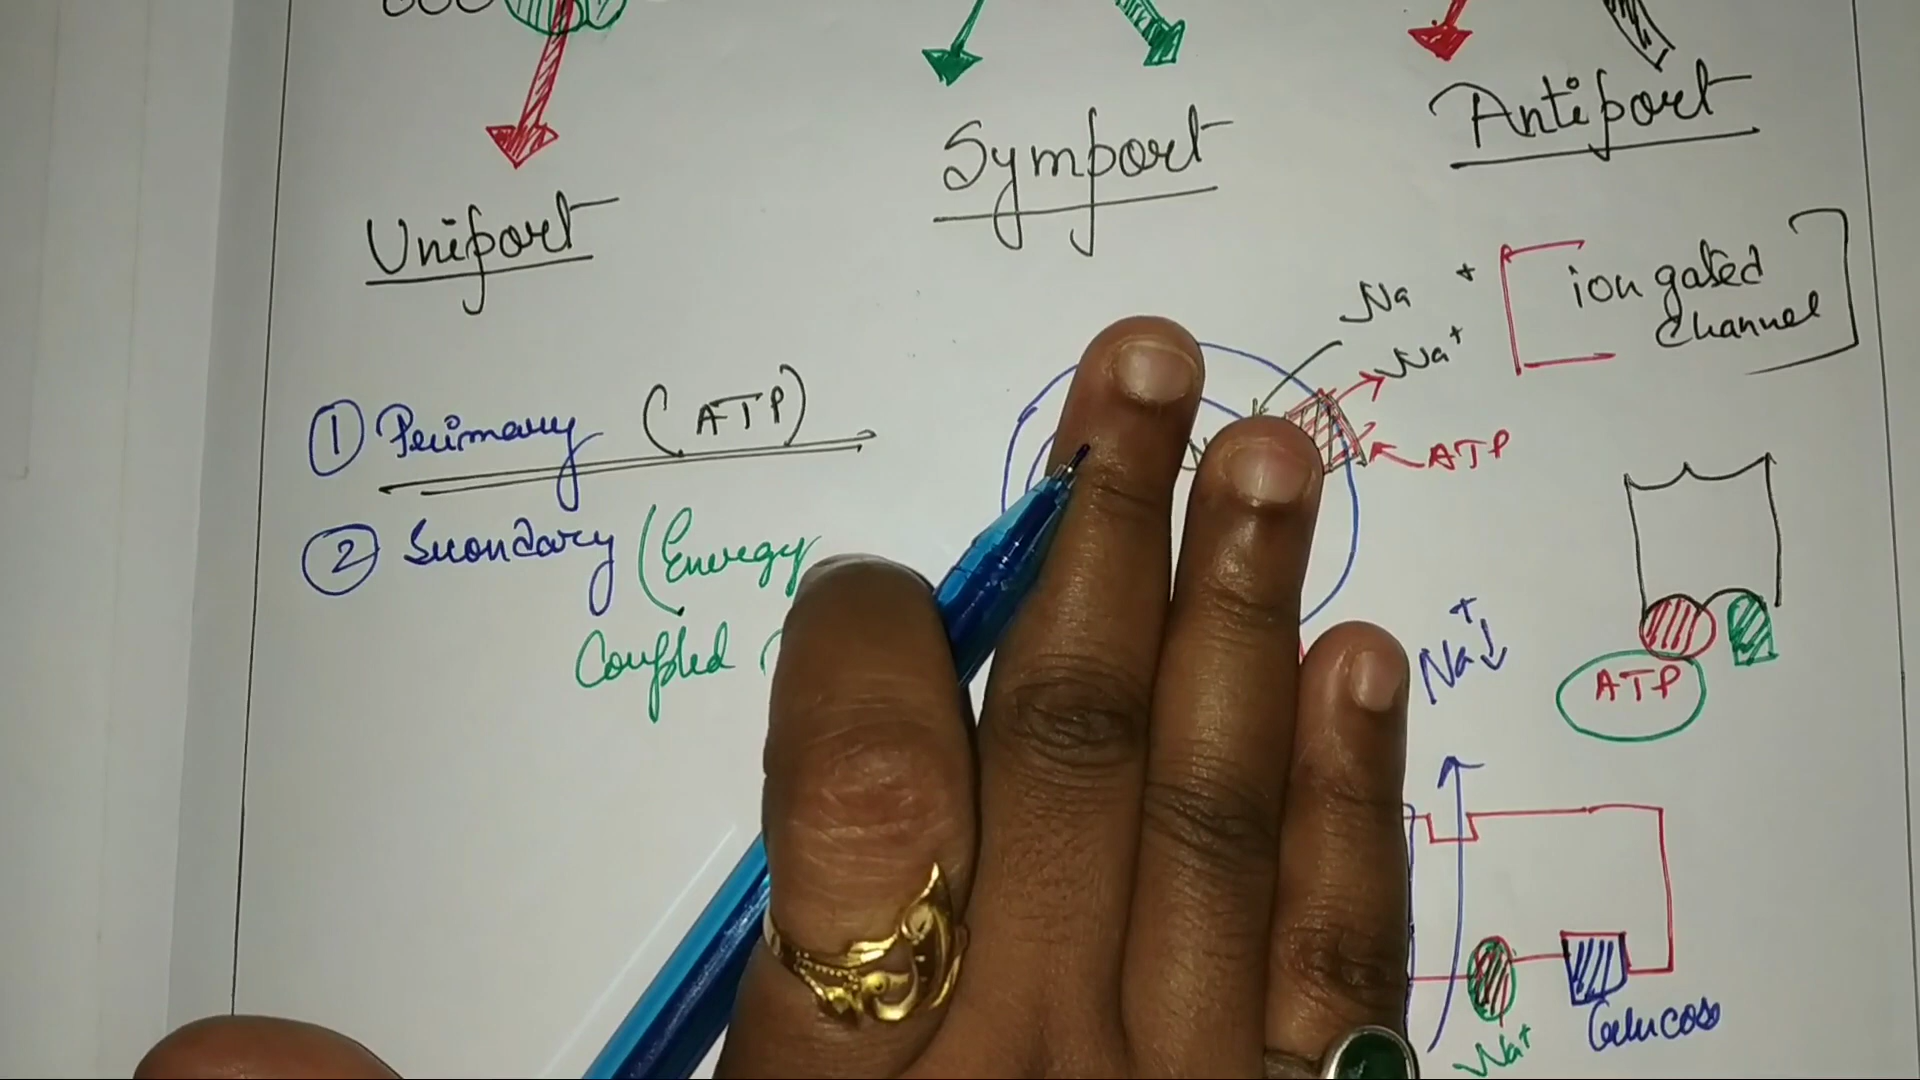 Uniport
Symport
Antiport
① Primary (ATP)
② Secondary (Energy
Coupled
Na +
Na+
ATP
ion gated
channel
Na+↓
ATP
Na+
Glucose